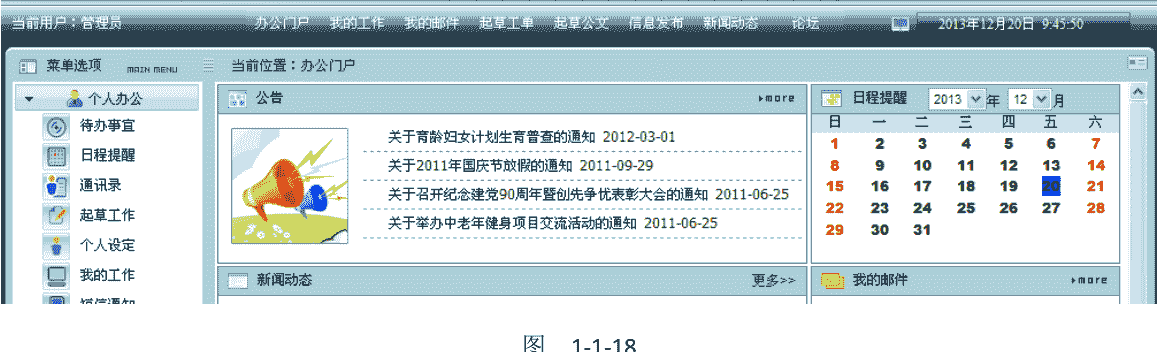 当前用户：管理员 办公门户 我的工作 我的邮件 起草工单 起草公文 信息发布 新闻动态 论坛 2013年12月20日 9:45:50
菜单选项 MAIN MENU 当前位置：办公门户
个人办公
待办事宜
日程提醒
通讯录
起草工作
个人设定
我的工作
短信通知
公告 more
关于育龄妇女计划生育普查的通知 2012-03-01
关于2011年国庆节放假的通知 2011-09-29
关于召开纪念建党90周年暨创先争优表彰大会的通知 2011-06-25
关于举办中老年健身项目交流活动的通知 2011-06-25
新闻动态 更多>>
日程提醒 2013 年 12 月
日 一 二 三 四 五 六
1 2 3 4 5 6 7
8 9 10 11 12 13 14
15 16 17 18 19 20 21
22 23 24 25 26 27 28
29 30 31
我的邮件 more
图 1-1-18